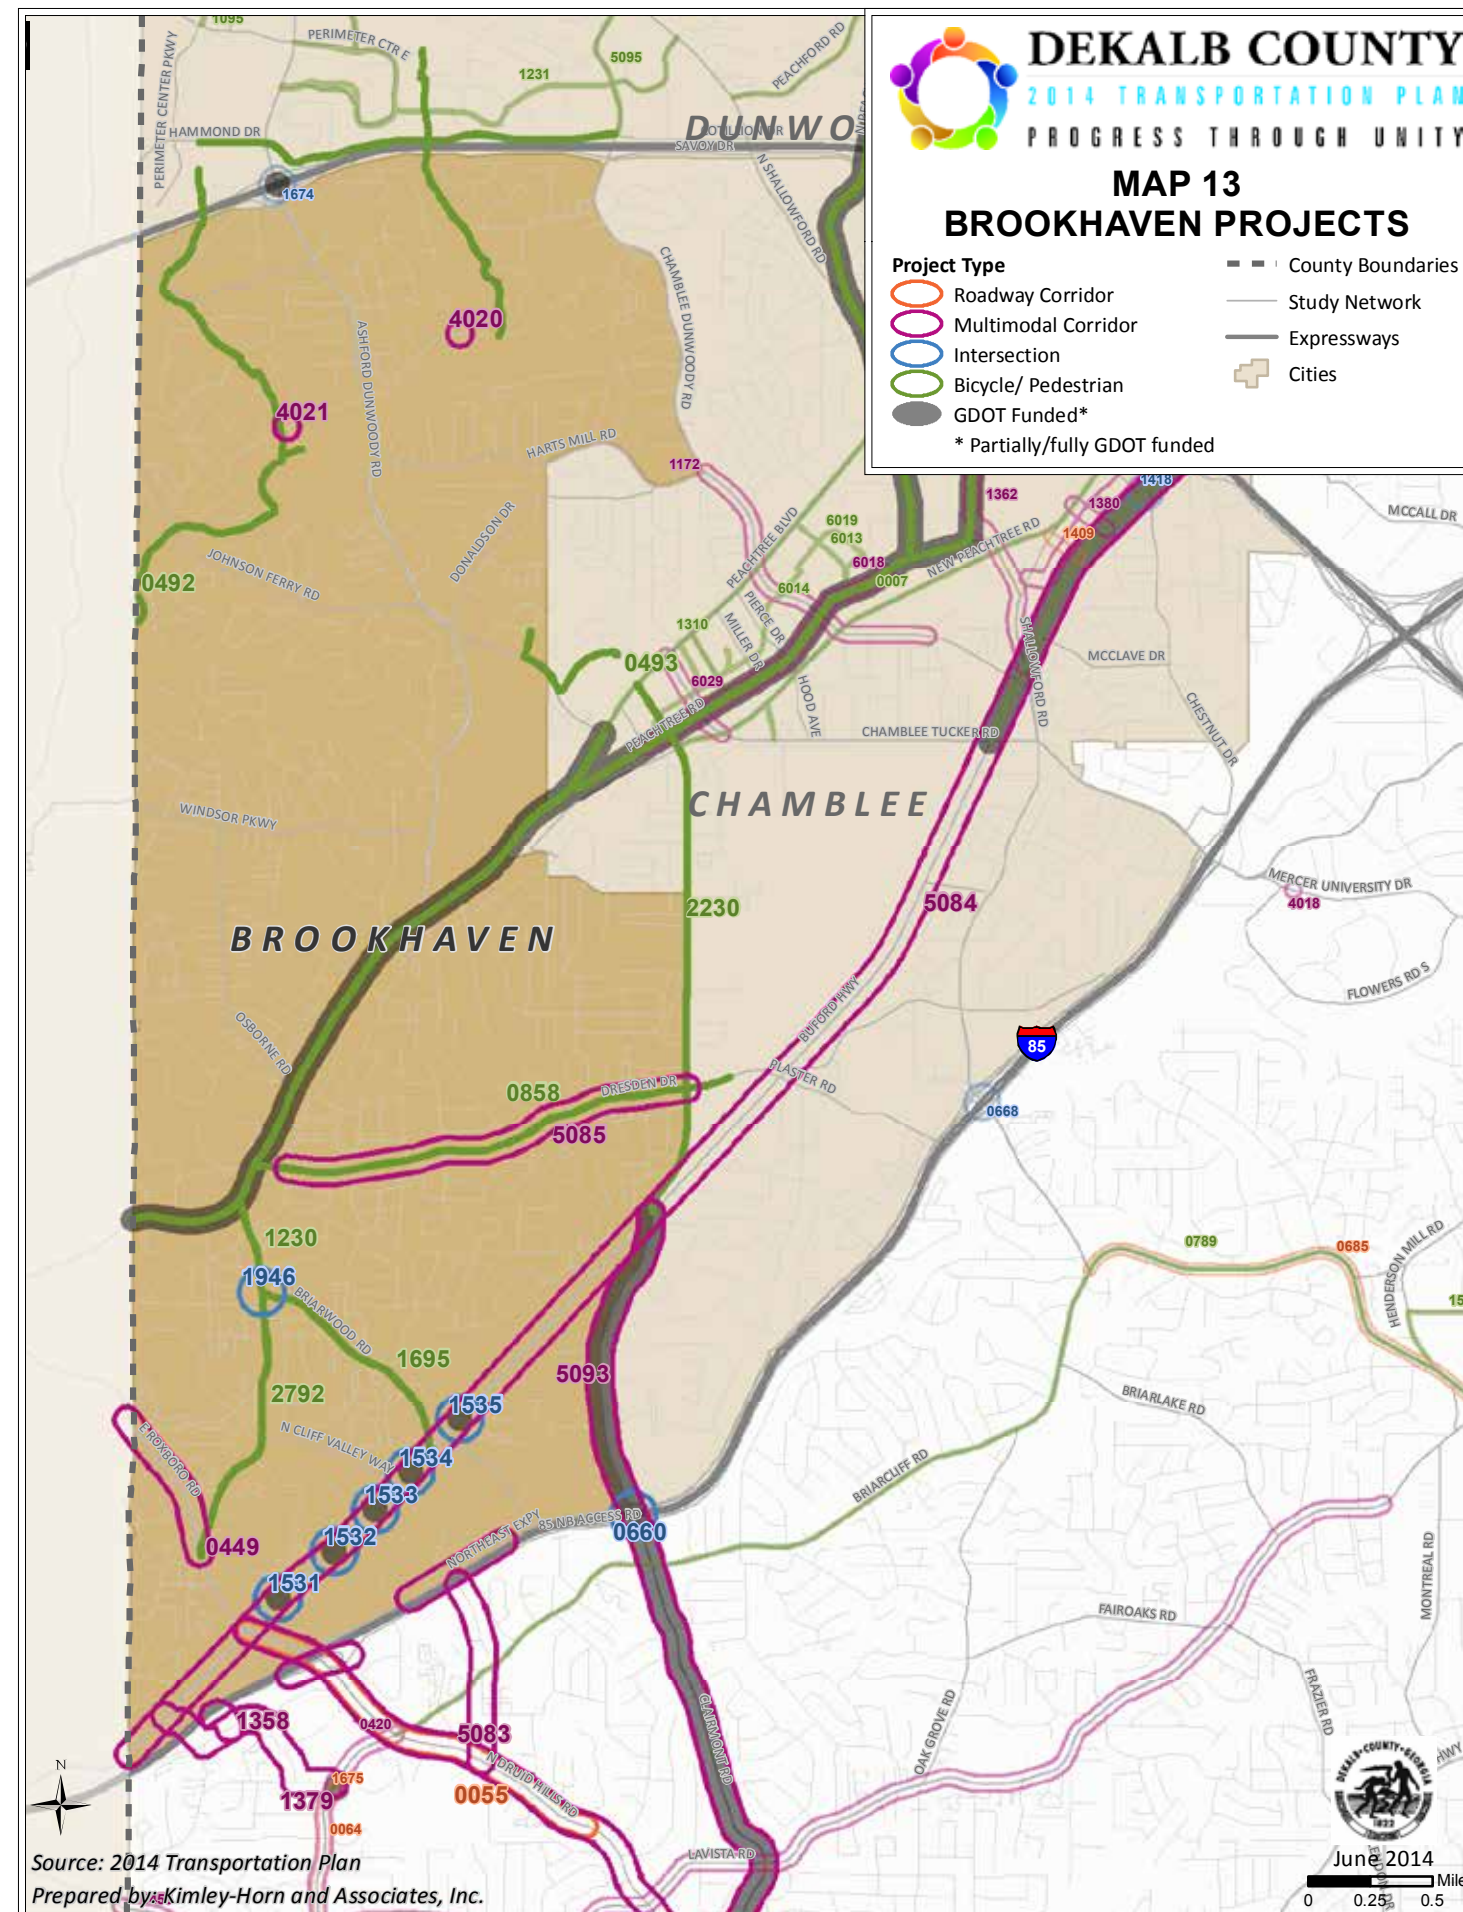 1095
PERIMETER CTR E
5095
1231
PEACHFORD RD
PERIMETER CENTER PKWY
HAMMOND DR
DUNWO
COTILLION DR
SAVOY DR
N SHALLOWFORD RD
1674
DEKALB COUNTY
2014 TRANSPORTATION PLAN
PROGRESS THROUGH UNITY
MAP 13
BROOKHAVEN PROJECTS
Project Type
Roadway Corridor
Multimodal Corridor
Intersection
Bicycle/ Pedestrian
GDOT Funded*
* Partially/fully GDOT funded
County Boundaries
Study Network
Expressways
Cities
CHAMBLEE DUNWOODY RD
4020
ASHFORD DUNWOODY RD
4021
HARTS MILL RD
1172
1418
1362
1380
MCCALL DR
DONALDSON DR
PEACHTREE BLVD
6019
6013
1409
NEW PEACHTREE RD
6018
0007
JOHNSON FERRY RD
0492
6014
PIERCE DR
MILLER DR
1310
SHALLOWFORD RD
0493
MCCLAVE DR
6029
HOOD AVE
CHESTNUT DR
PEACHTREE RD
CHAMBLEE TUCKER RD
WINDSOR PKWY
CHAMBLEE
MERCER UNIVERSITY DR
4018
2230
5084
BROOKHAVEN
FLOWERS RD S
BUFORD HWY
OSBORNE RD
85
PLASTER RD
DRESDEN DR
0858
0668
5085
1230
0789
0685
HENDERSON MILL RD
1946
15
BRIARWOOD RD
1695
5093
2792
1535
BRIARLAKE RD
E ROXBORO RD
N CLIFF VALLEY WAY
1534
BRIARCLIFF RD
1533
NORTHEAST EXPY
85 NB ACCESS RD
0660
1532
0449
1531
MONTREAL RD
FAIROAKS RD
FRAZIER RD
OAK GROVE RD
CLAIRMONT RD
1358
0420
5083
N DRUID HILLS RD
HWY
DEKALB COUNTY GEORGIA
1822
1675
1379
0055
0064
LAVISTA RD
Source: 2014 Transportation Plan
Prepared by: Kimley-Horn and Associates, Inc.
N
June 2014
Mile
0 0.25 0.5